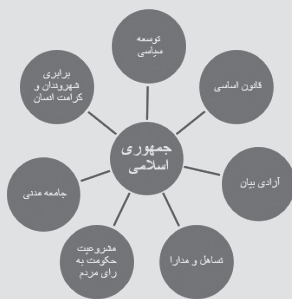 توسعه
سیاسی
قانون اساسی
آزادی بیان
تساهل و مدارا
مشروعیت
حکومت به
رای مردم
جامعه مدنی
برابری
شهروندان و
کرامت انسان
جمهوری
اسلامی